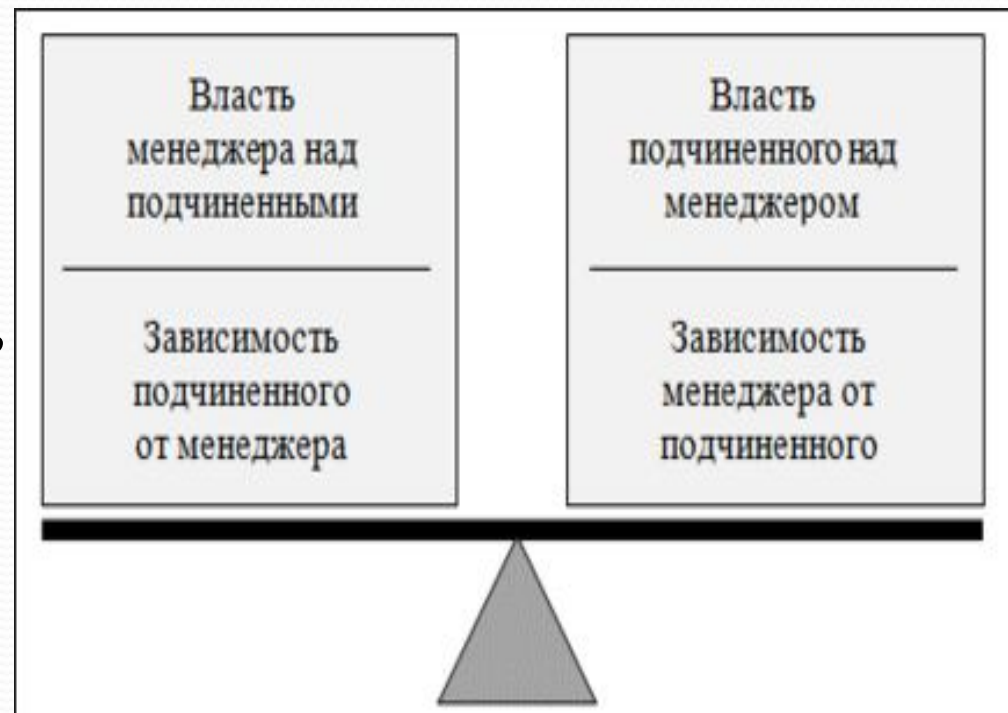 Власть
менеджера над
подчиненными
Зависимость
подчиненного
от менеджера
Власть
подчиненного над
менеджером
Зависимость
менеджера от
подчиненного